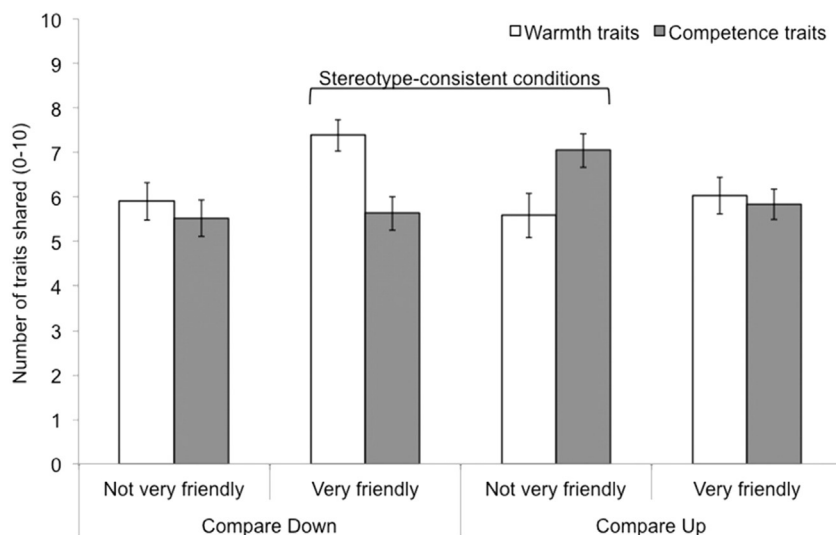 Warmth traits Competence traits
Stereotype-consistent conditions
Number of traits shared (0-10)
10
9
8
7
6
5
4
3
2
1
0
Not very friendly Very friendly Not very friendly Very friendly
Compare Down Compare Up